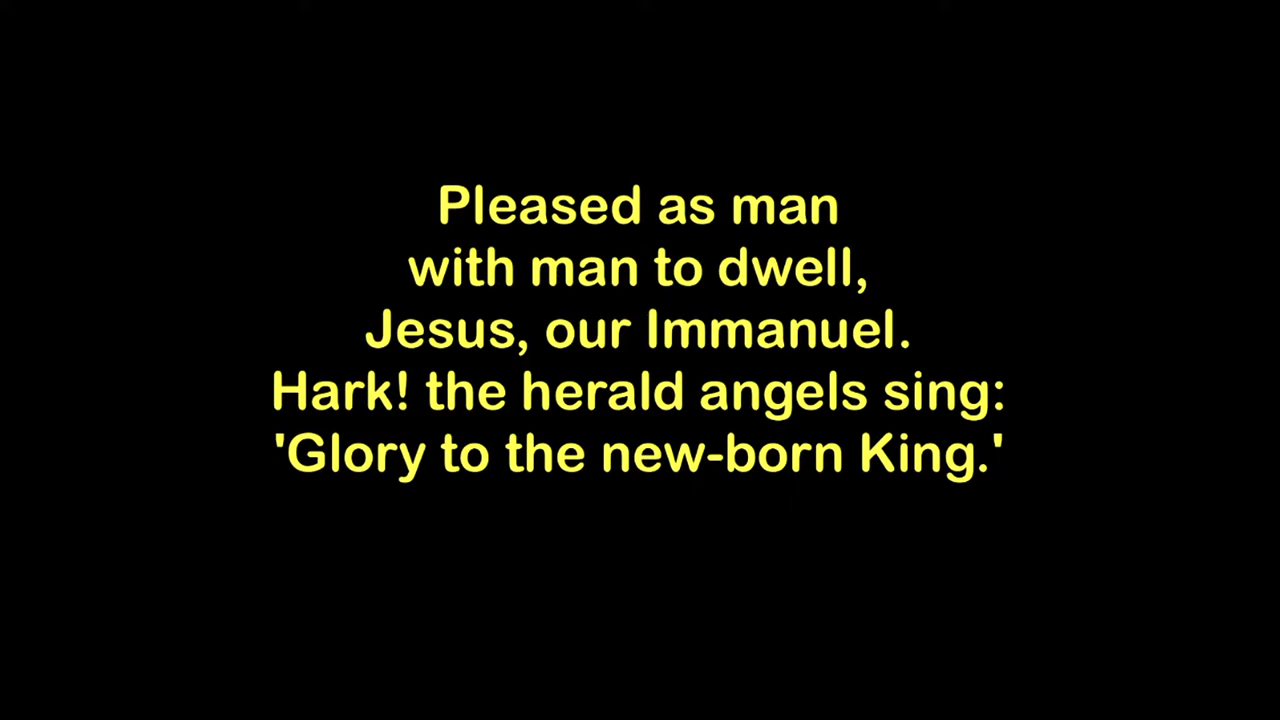 Pleased as man
with man to dwell,
Jesus, our Immanuel.
Hark! the herald angels sing:
'Glory to the new-born King.'